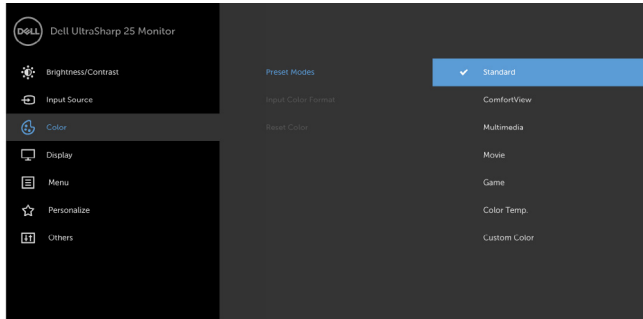 DELL
Dell UltraSharp 25 Monitor
Brightness/Contrast
Input Source
Color
Display
Menu
Personalize
Others
Preset Modes
Input Color Format
Reset Color
Standard
ComfortView
Multimedia
Movie
Game
Color Temp.
Custom Color